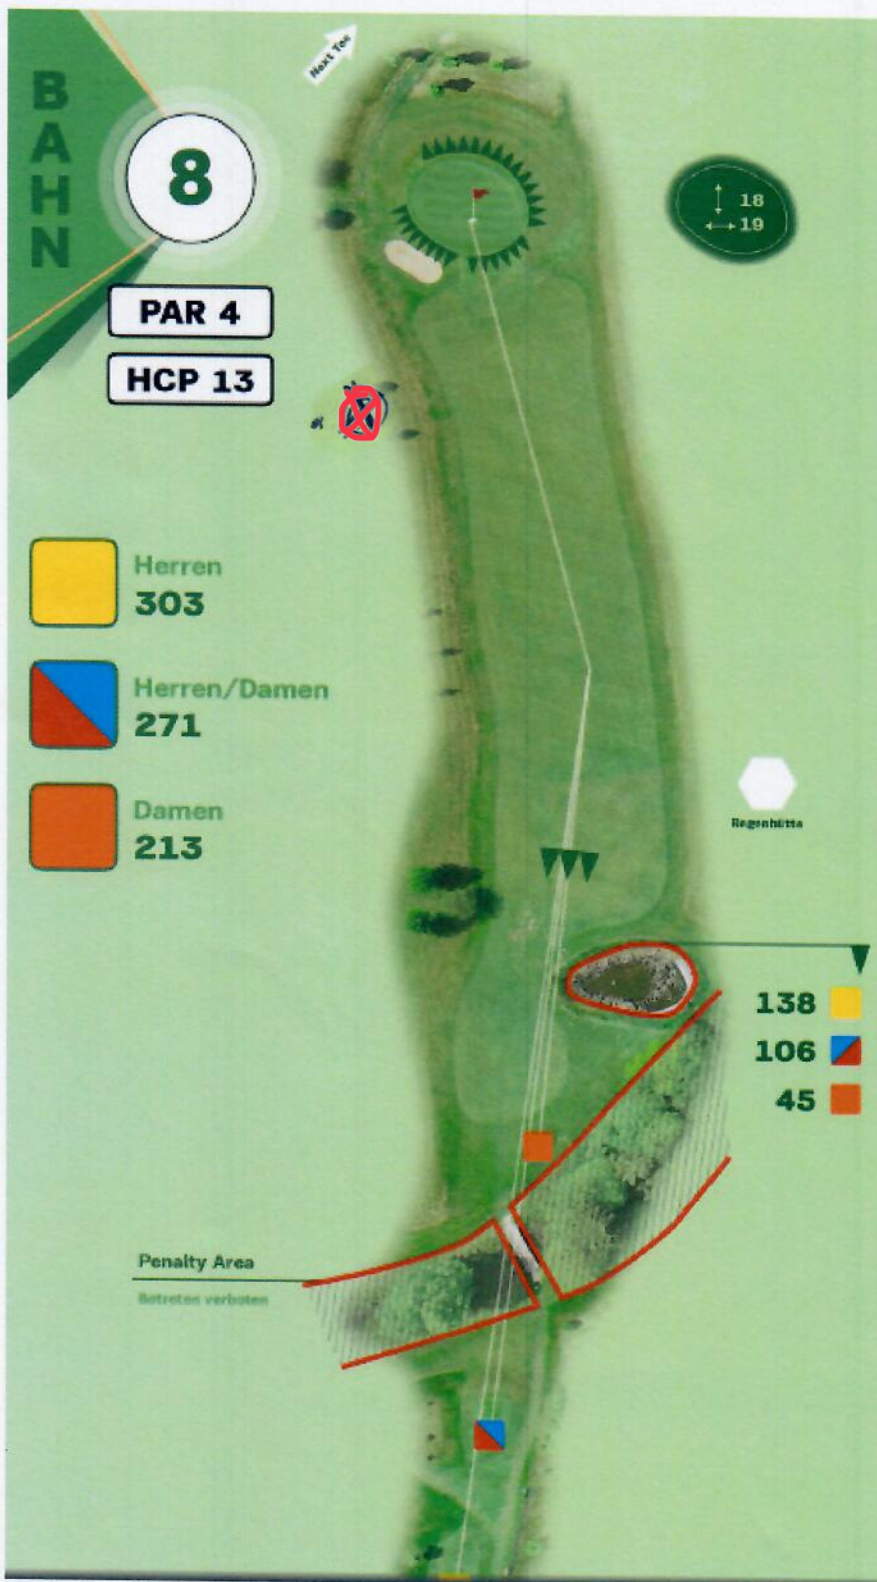 Next Tee
BAHN
8
18
19
PAR 4
HCP 13
Herren
303
Herren/Damen
271
Damen
213
Regenhütte
138
106
45
Penalty Area
Betreten verboten